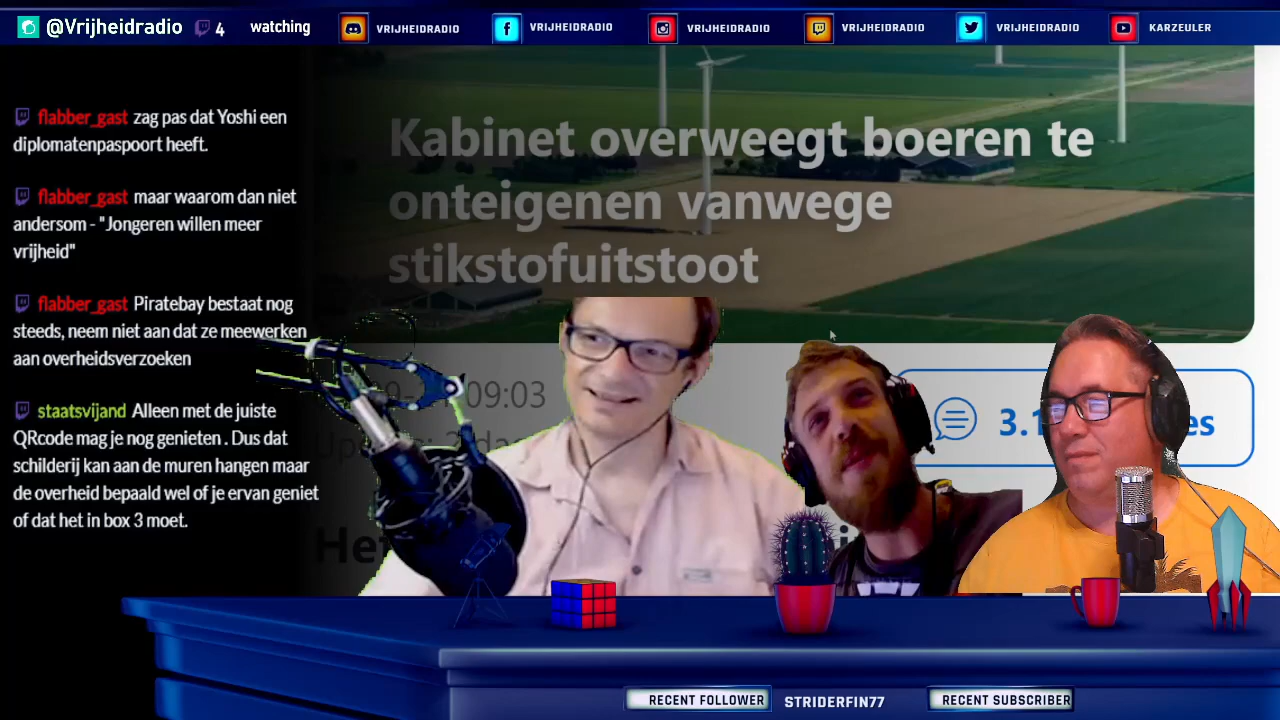 @Vrijheidradio 4 watching VRIJHEIDRADIO VRIJHEIDRADIO VRIJHEIDRADIO VRIJHEIDRADIO VRIJHEIDRADIO KARZEULER
flabber_gast zag pas dat Yoshi een
diplomatenpaspoort heeft.
flabber_gast maar waarom dan niet
andersom - "Jongeren willen meer
vrijheid"
flabber_gast Piratebay bestaat nog
steeds, neem niet aan dat ze meewerken
aan overheidsverzoeken
staatsvijand Alleen met de juiste
QRcode mag je nog genieten . Dus dat
schilderij kan aan de muren hangen maar
de overheid bepaald wel of je ervan geniet
of dat het in box 3 moet.
Kabinet overweegt boeren te
onteigenen vanwege
stikstofuitstoot
09:03
RECENT FOLLOWER STRIDERFIN77 RECENT SUBSCRIBER